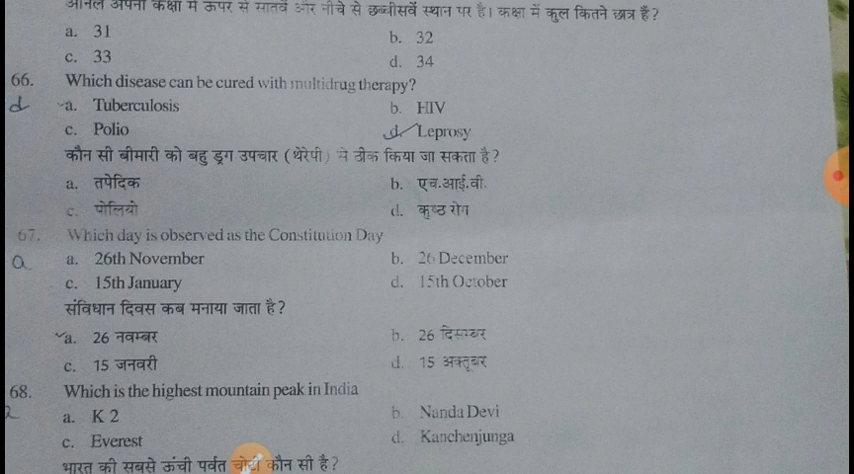 अनिल अपनी कक्षा में ऊपर से सातवें और नीचे से छब्बीसवें स्थान पर है। कक्षा में कुल कितने छात्र हैं?
a. 31 b. 32
c. 33 d. 34
66. Which disease can be cured with multidrug therapy?
d a. Tuberculosis b. HIV
c. Polio d. Leprosy
कौन सी बीमारी को बहु ड्रग उपचार (थेरेपी) से ठीक किया जा सकता है?
a. तपेदिक b. एच.आई.वी.
c. पोलियो d. कुष्ठ रोग
67. Which day is observed as the Constitution Day
a a. 26th November b. 26 December
c. 15th January d. 15th October
संविधान दिवस कब मनाया जाता है?
a. 26 नवम्बर b. 26 दिसम्बर
c. 15 जनवरी d. 15 अक्तूबर
68. Which is the highest mountain peak in India
a. K 2 b. Nanda Devi
c. Everest d. Kanchenjunga
भारत की सबसे ऊंची पर्वत चोटी कौन सी है?